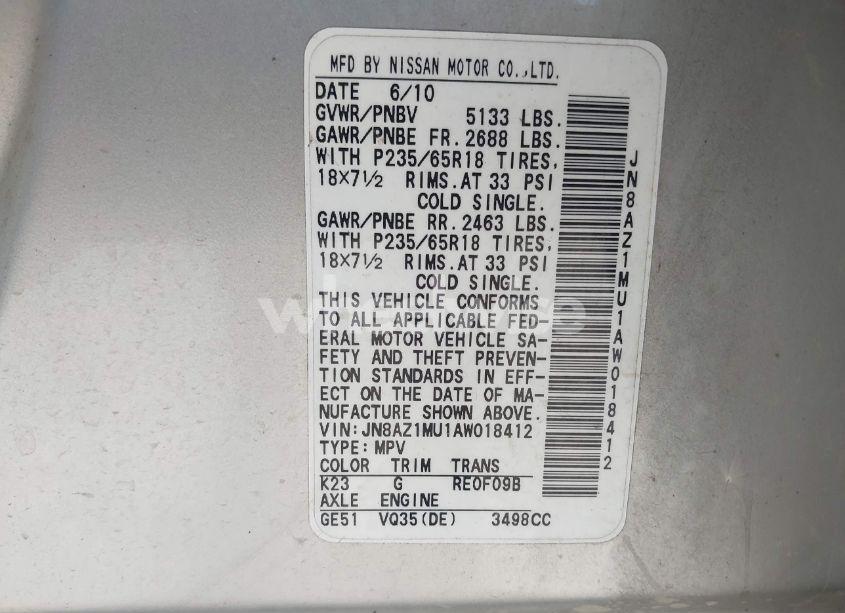 MFD BY NISSAN MOTOR CO.,LTD.
DATE 6/10
GVWR/PNBV 5133 LBS.
GAWR/PNBE FR. 2688 LBS.
WITH P235/65R18 TIRES,
18×7½ RIMS. AT 33 PSI
COLD SINGLE.
GAWR/PNBE RR. 2463 LBS.
WITH P235/65R18 TIRES,
18×7½ RIMS. AT 33 PSI
COLD SINGLE.
THIS VEHICLE CONFORMS
TO ALL APPLICABLE FED-
ERAL MOTOR VEHICLE SA-
FETY AND THEFT PREVEN-
TION STANDARDS IN EFF-
ECT ON THE DATE OF MA-
NUFACTURE SHOWN ABOVE.
VIN: JN8AZ1MU1AW018412
TYPE: MPV
COLOR TRIM TRANS
K23 G RE0F09B
AXLE ENGINE
GE51 VQ35(DE) 3498CC
JN8AZ1MU1AW018412